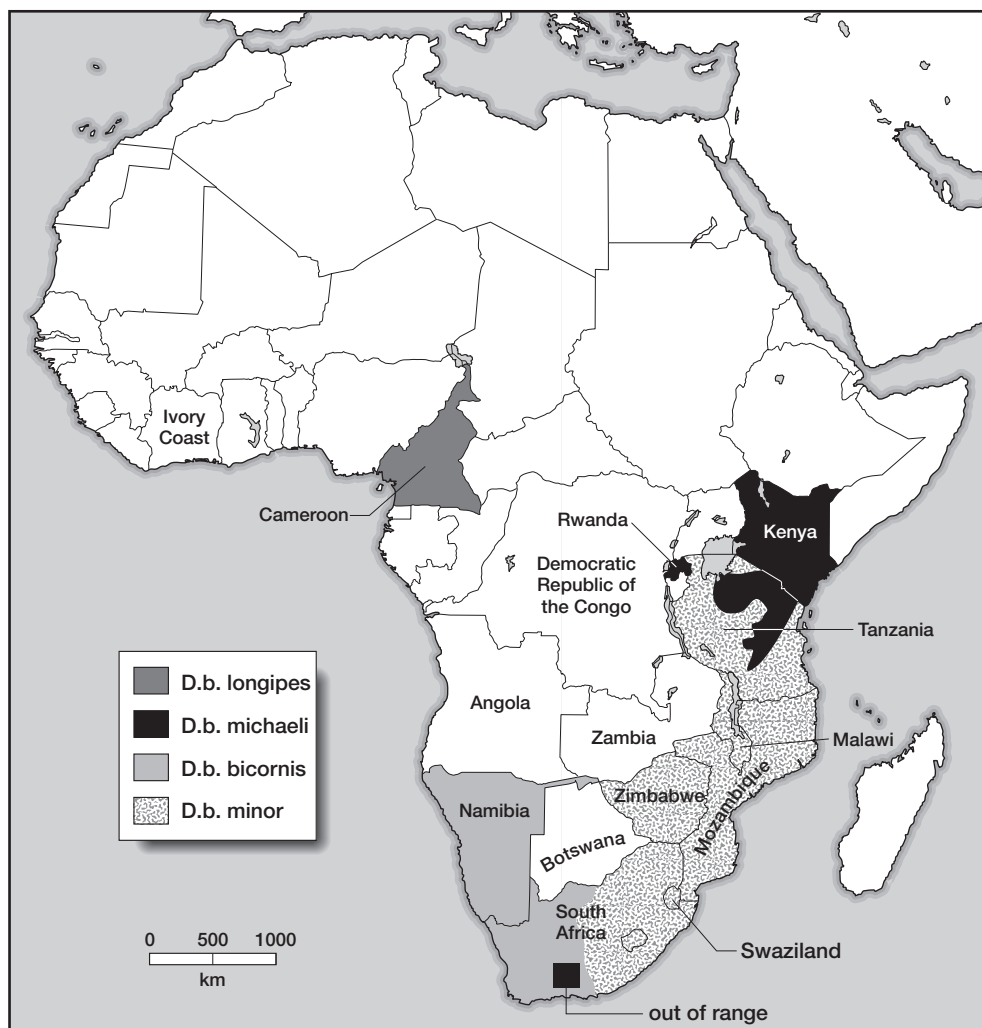 Ivory
Coast
Cameroon
Rwanda
Kenya
Democratic
Republic of
the Congo
Tanzania
D.b. longipes
D.b. michaeli
D.b. bicornis
D.b. minor
Angola
Zambia
Malawi
Mozambique
Zimbabwe
Namibia
Botswana
South
Africa
Swaziland
0 500 1000
km
out of range